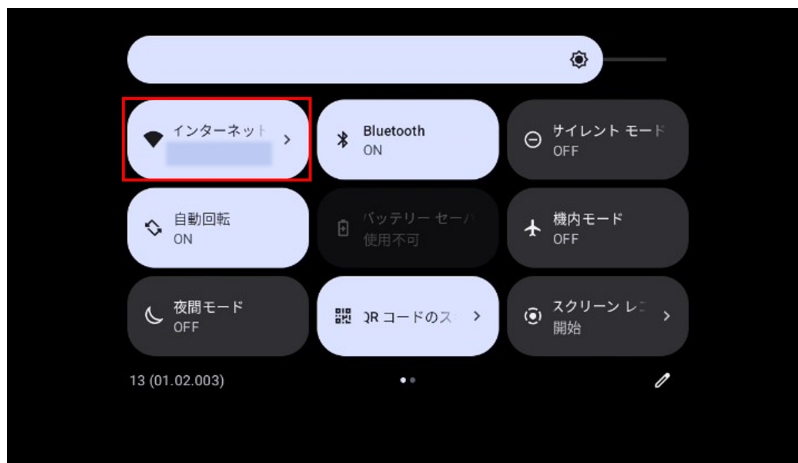 インターネット
Bluetooth
ON
サイレント モード
OFF
自動回転
ON
バッテリー セーバ
使用不可
機内モード
OFF
夜間モード
OFF
QR コードのス
スクリーン レコ
開始
13 (01.02.003)